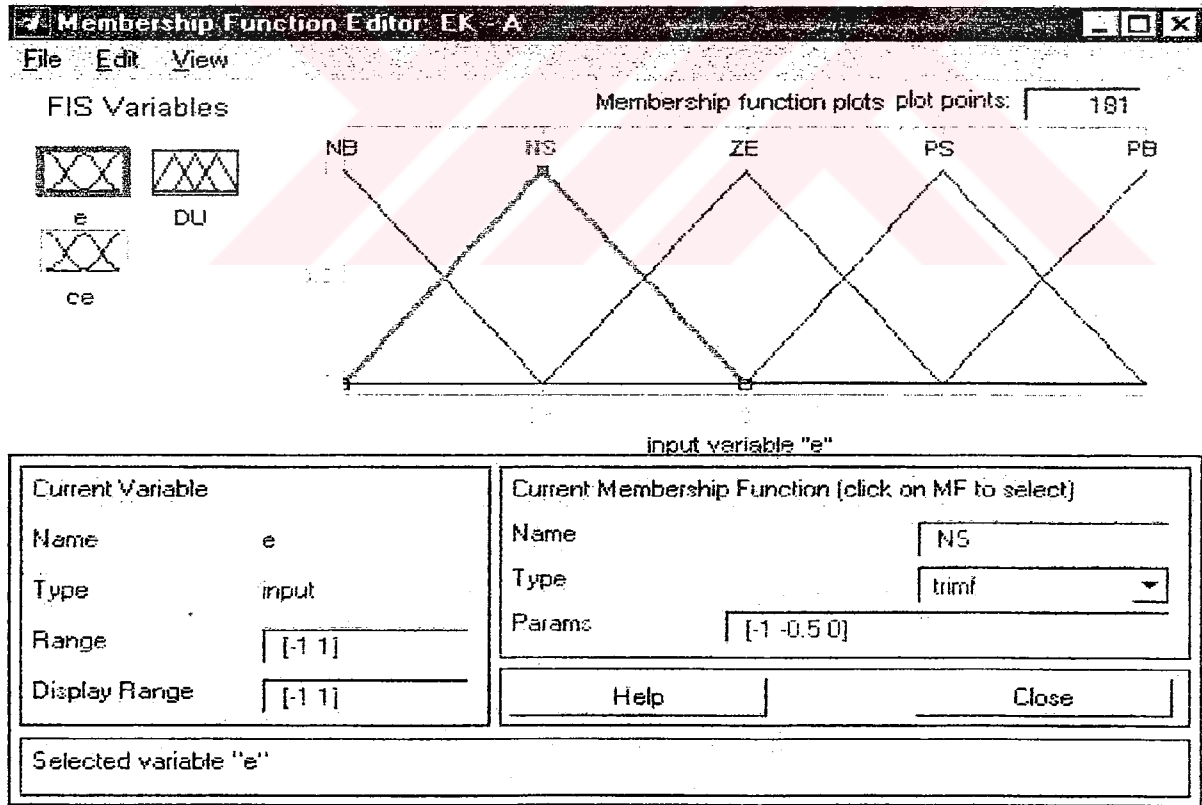 Membership Function Editor: EK - A
File Edit View
FIS Variables
Membership function plots plot points: 181
NB NS ZE PS PB
1
e DU
ce
input variable "e"
Current Variable
Name e
Type input
Range [-1 1]
Display Range [-1 1]
Current Membership Function (click on MF to select)
Name NS
Type trimf
Params [-1 -0.5 0]
Help Close
Selected variable "e"